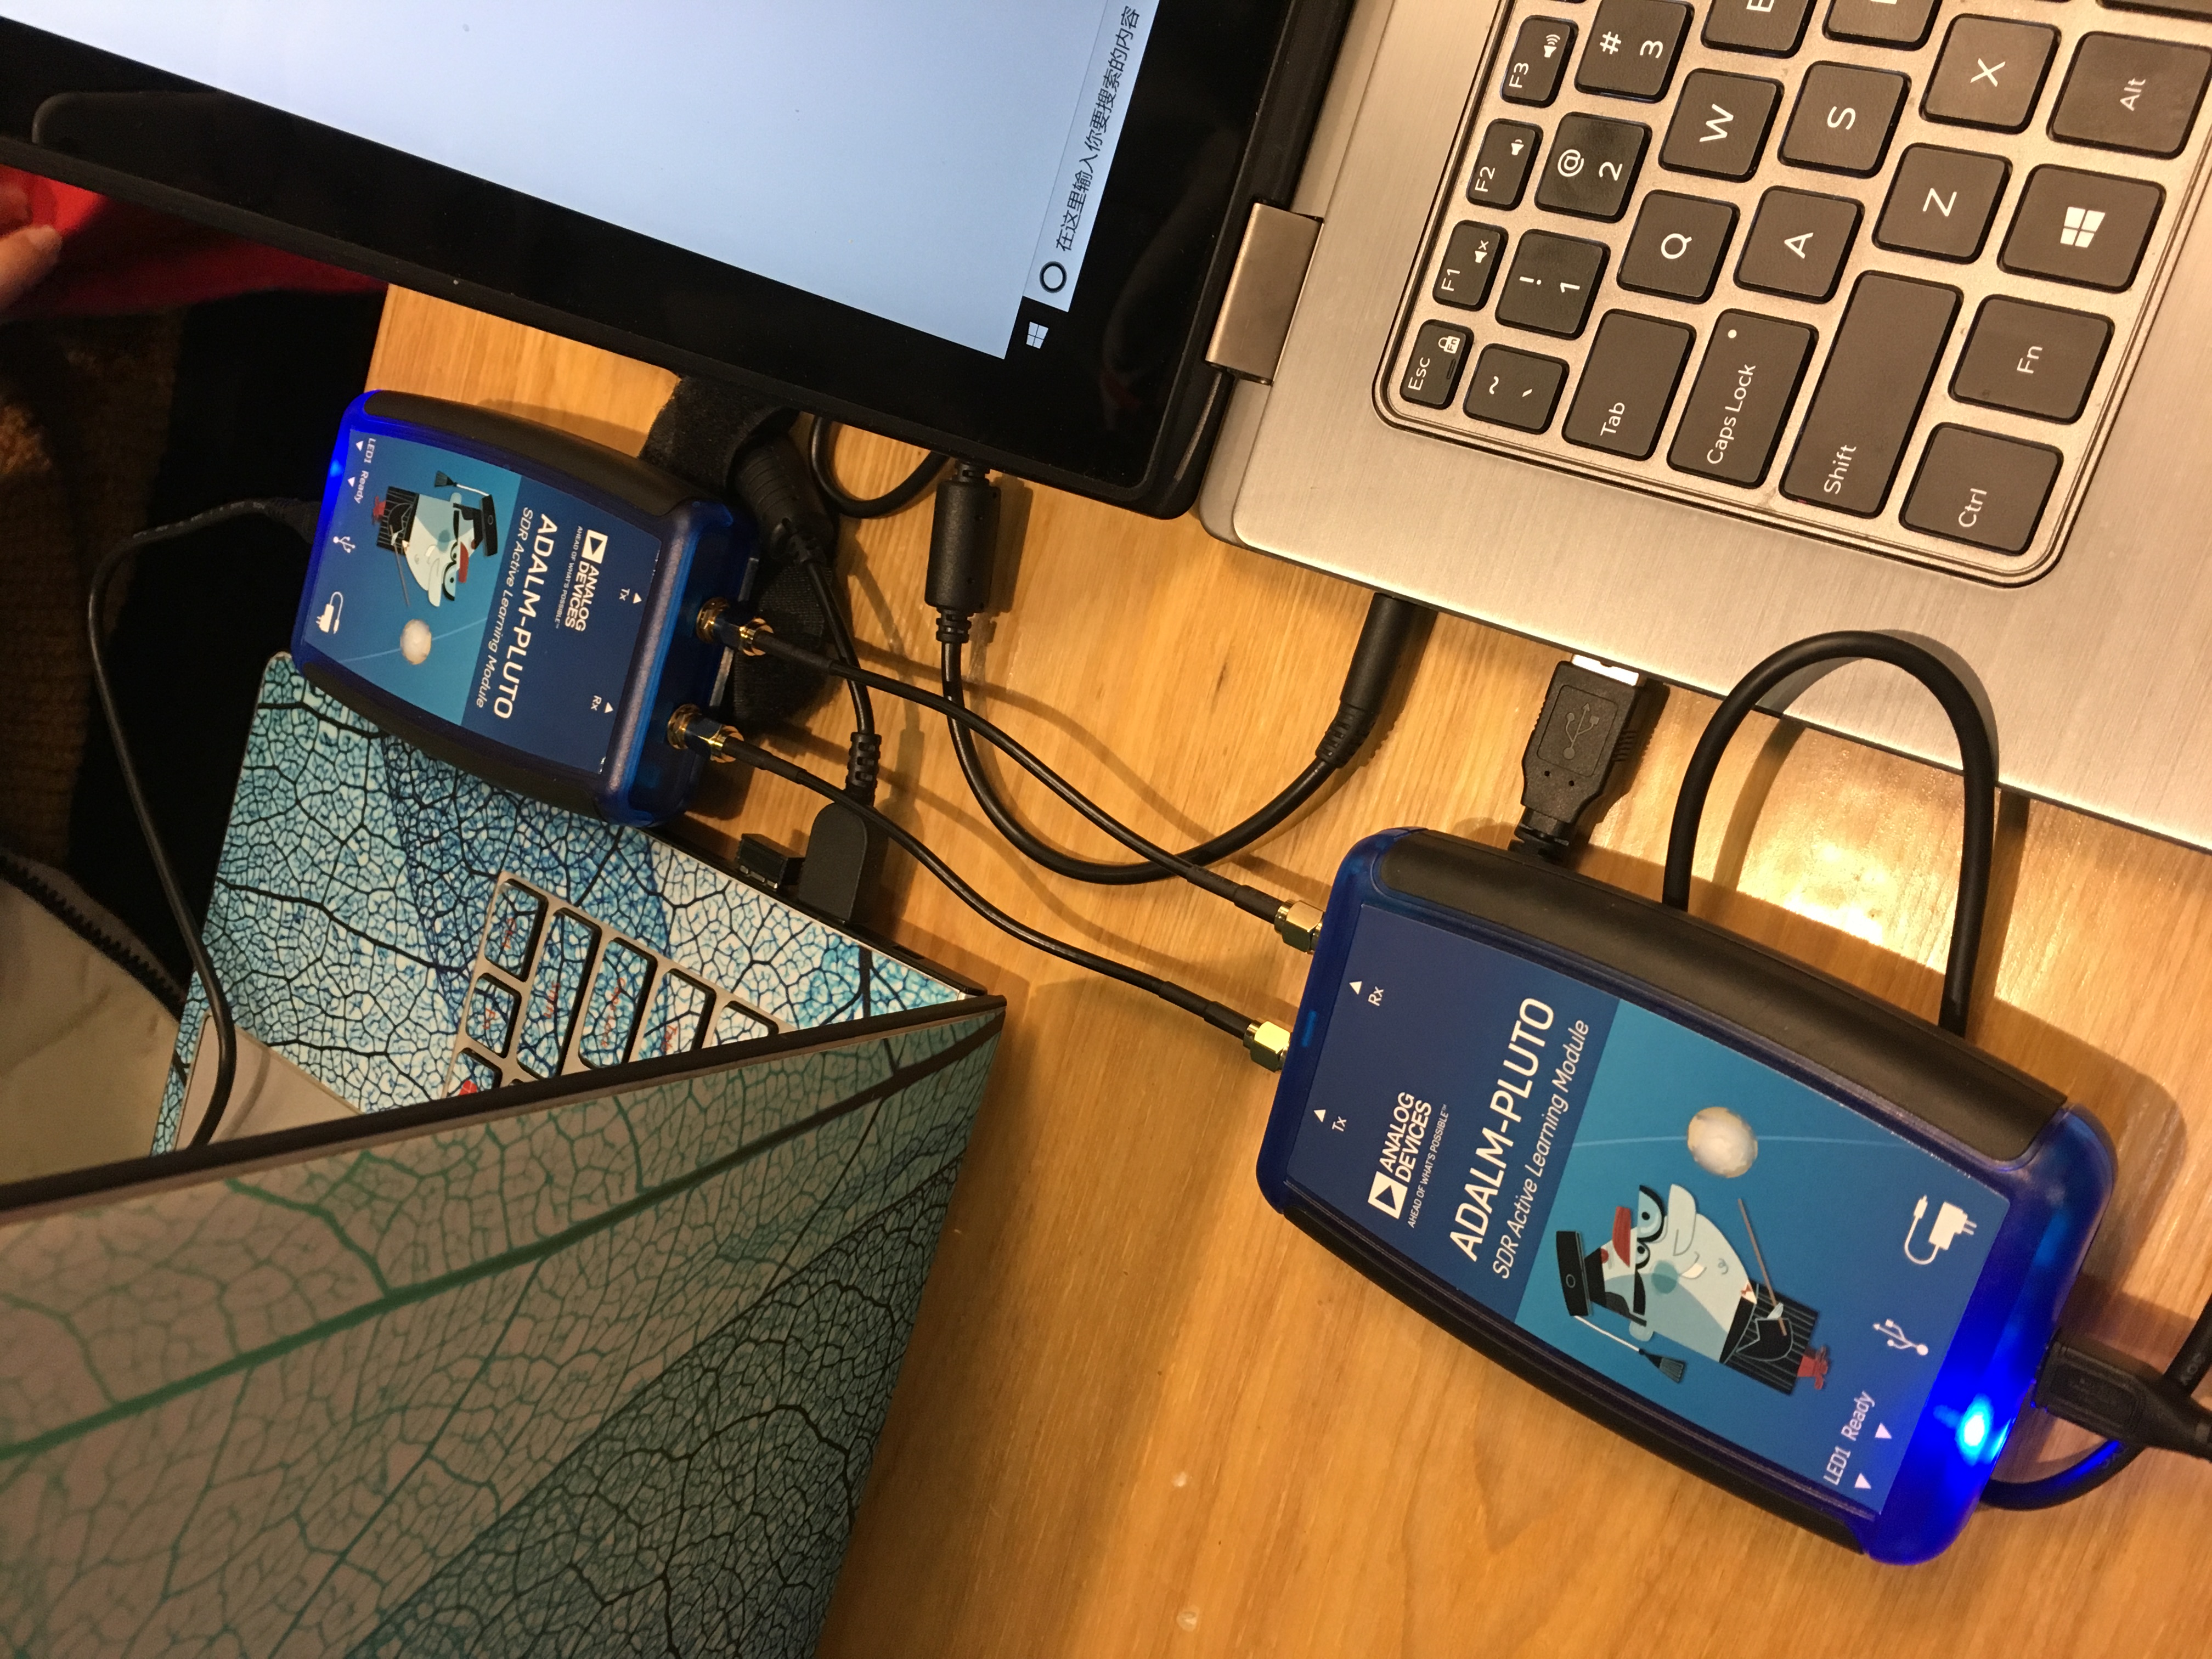 LED1 Ready
SDR Active Learning Module
ADALM-PLUTO
ANALOG
DEVICES
AHEAD OF WHAT'S POSSIBLE™
Rx
Tx
在这里输入你要搜索的内容
Tx
Rx
ANALOG
DEVICES
AHEAD OF WHAT'S POSSIBLE™
ADALM-PLUTO
SDR Active Learning Module
LED1 Ready
Esc
Fn
F1
F2
F3
~
`
!
1
@
2
#
3
Tab
Q
W
Caps Lock
A
S
Shift
Z
X
Ctrl
Fn
Alt